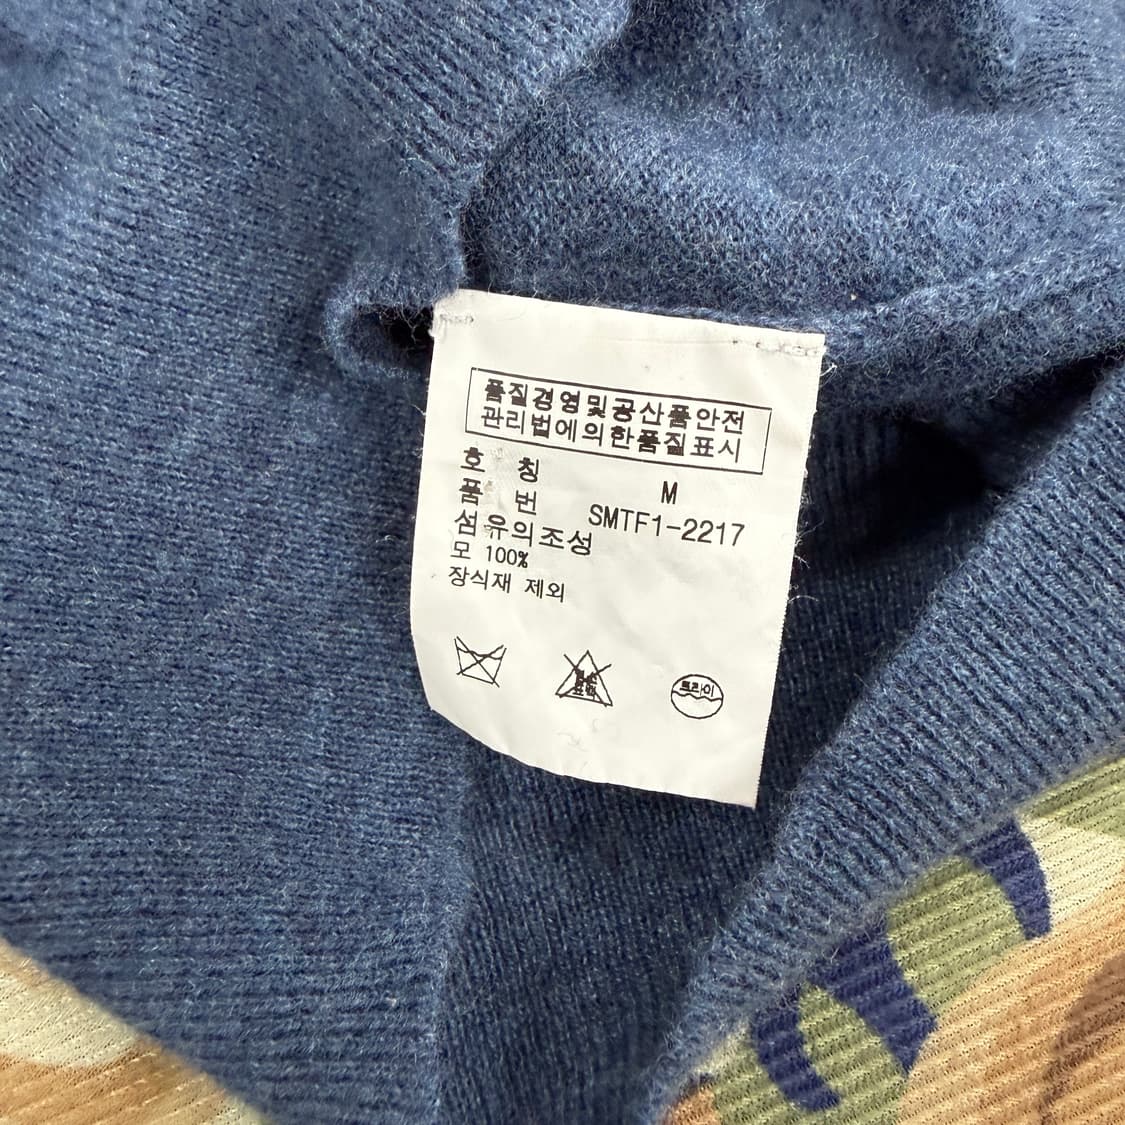 품질경영및공산품안전
관리법에의한품질표시
호 칭 M
품 번 SMTF1-2217
섬유의조성
모 100%
장식재 제외
드라이